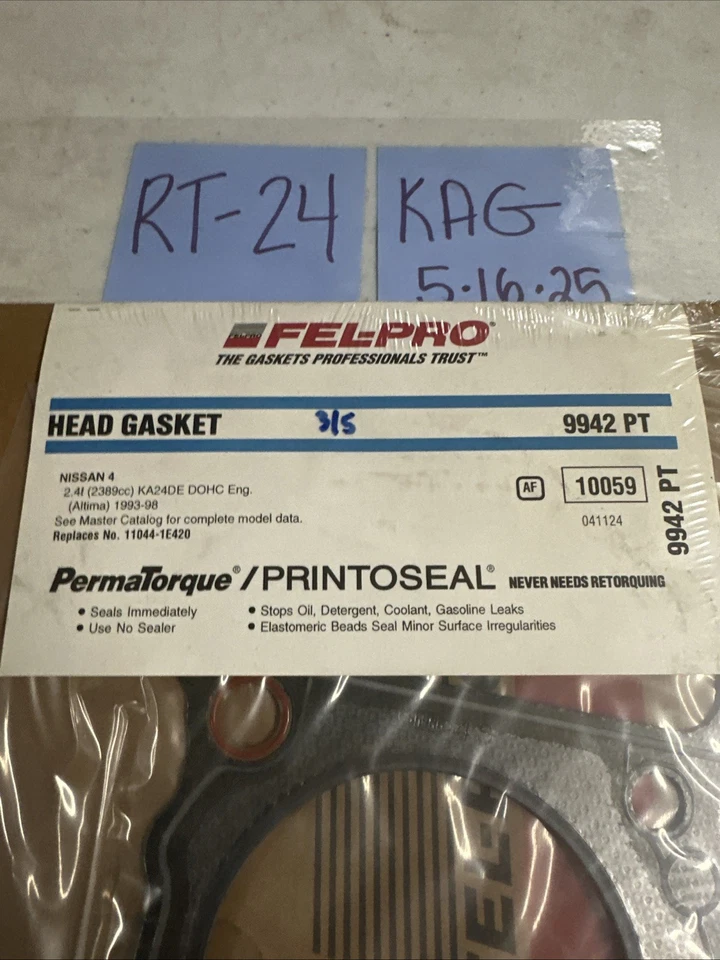 RT-24
KAG
5.16.25
FEL-PRO®
THE GASKETS PROFESSIONALS TRUST™
HEAD GASKET 3/5 9942 PT
NISSAN 4
2.4l (2389cc) KA24DE DOHC Eng.
(Altima) 1993-98
See Master Catalog for complete model data.
Replaces No. 11044-1E420
AF 10059
041124
9942 PT
PermaTorque®/PRINTOSEAL® NEVER NEEDS RETORQUING
• Seals Immediately
• Use No Sealer
• Stops Oil, Detergent, Coolant, Gasoline Leaks
• Elastomeric Beads Seal Minor Surface Irregularities